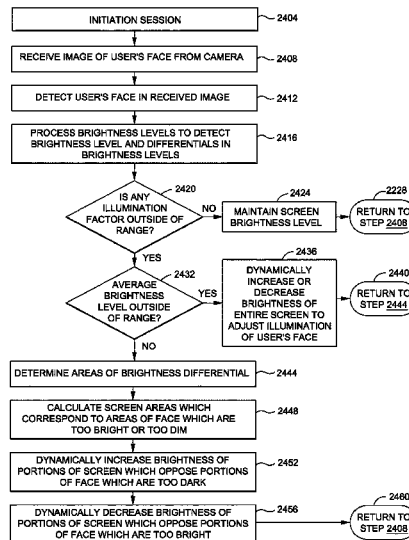 INITIATION SESSION
2404
RECEIVE IMAGE OF USER'S FACE FROM CAMERA
2408
DETECT USER'S FACE IN RECEIVED IMAGE
2412
PROCESS BRIGHTNESS LEVELS TO DETECT
BRIGHTNESS LEVEL AND DIFFERENTIALS IN
BRIGHTNESS LEVELS
2416
2420
IS ANY
ILLUMINATION
FACTOR OUTSIDE OF
RANGE?
NO
2424
MAINTAIN SCREEN
BRIGHTNESS LEVEL
2228
RETURN TO
STEP 2408
YES
2432
AVERAGE
BRIGHTNESS
LEVEL OUTSIDE
OF RANGE?
YES
2436
DYNAMICALLY
INCREASE OR
DECREASE
BRIGHTNESS OF
ENTIRE SCREEN TO
ADJUST ILLUMINATION
OF USER'S FACE
2440
RETURN TO
STEP 2444
NO
DETERMINE AREAS OF BRIGHTNESS DIFFERENTIAL
2444
CALCULATE SCREEN AREAS WHICH
CORRESPOND TO AREAS OF FACE WHICH ARE
TOO BRIGHT OR TOO DIM
2448
DYNAMICALLY INCREASE BRIGHTNESS OF
PORTIONS OF SCREEN WHICH OPPOSE PORTIONS
OF FACE WHICH ARE TOO DARK
2452
DYNAMICALLY DECREASE BRIGHTNESS OF
PORTIONS OF SCREEN WHICH OPPOSE PORTIONS
OF FACE WHICH ARE TOO BRIGHT
2456
2460
RETURN TO
STEP 2408